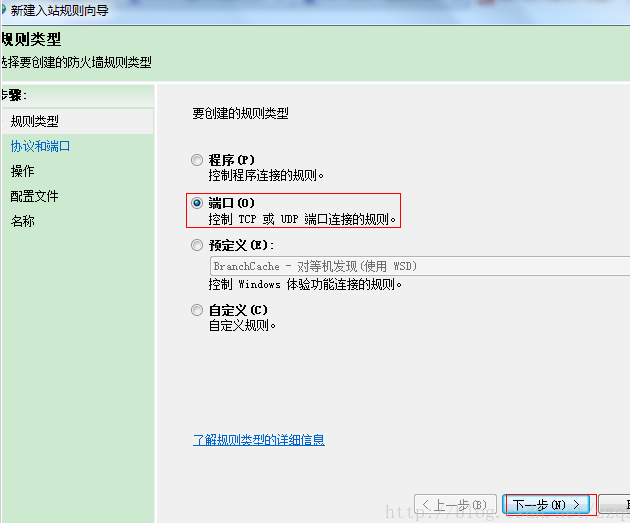 新建入站规则向导
规则类型
选择要创建的防火墙规则类型
步骤:
规则类型
协议和端口
操作
配置文件
名称
要创建的规则类型
程序(P)
控制程序连接的规则。
端口(O)
控制 TCP 或 UDP 端口连接的规则。
预定义(E):
BranchCache - 对等机发现(使用 WSD)
控制 Windows 体验功能连接的规则。
自定义(C)
自定义规则。
了解规则类型的详细信息
< 上一步(B)
下一步(N) >
http://blog.